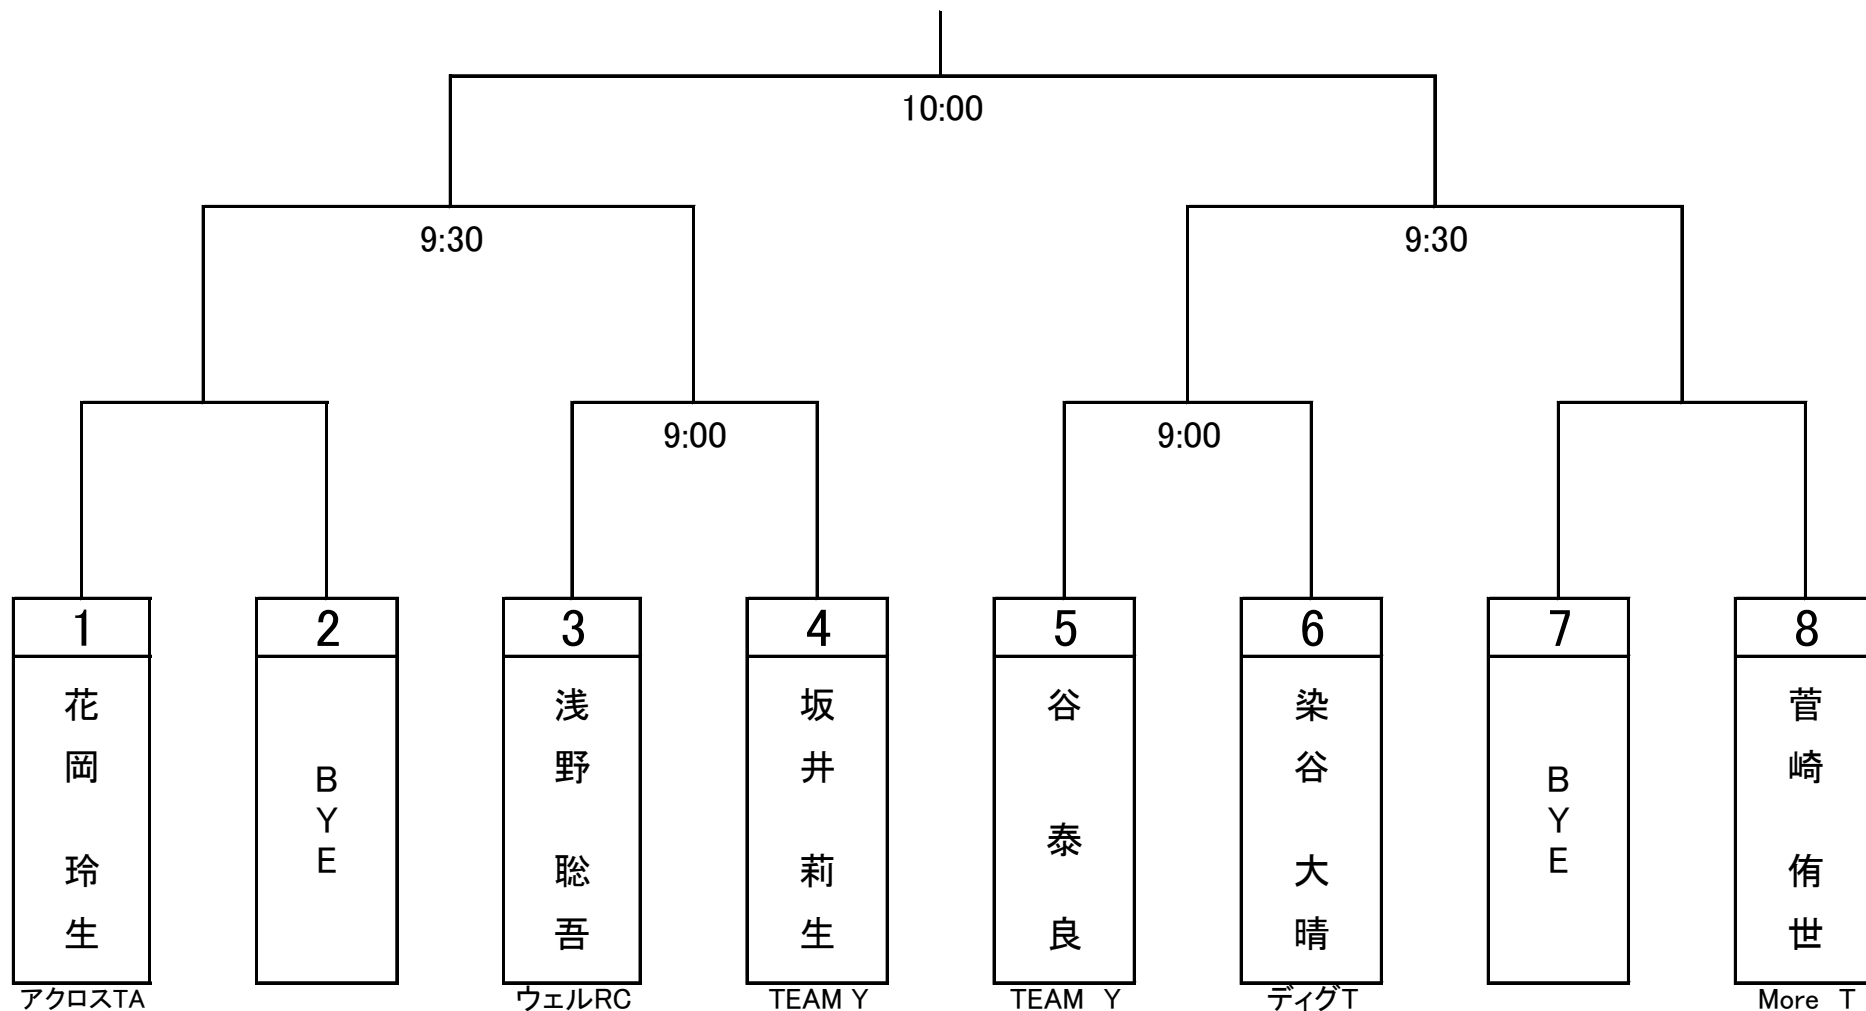 10:00
9:30
9:30
9:00
9:00
1
2
3
4
5
6
7
8
花岡 玲生
BYE
浅野 聡吾
坂井 莉生
谷 泰良
染谷 大晴
BYE
菅崎 侑世
アクロスTA
ウェルRC
TEAM Y
TEAM Y
ディグT
More T